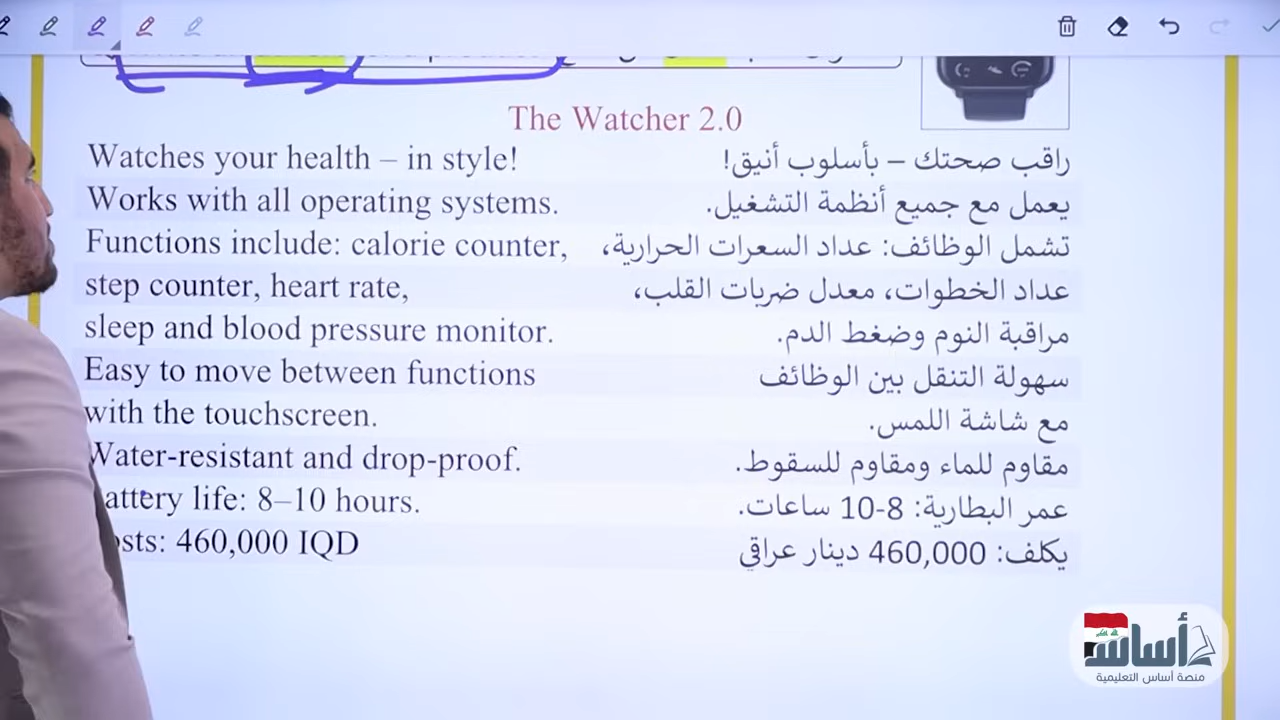 The Watcher 2.0
Watches your health – in style!
راقب صحتك – بأسلوب أنيق!
Works with all operating systems.
يعمل مع جميع أنظمة التشغيل.
Functions include: calorie counter,
تشمل الوظائف: عداد السعرات الحرارية،
step counter, heart rate,
عداد الخطوات، معدل ضربات القلب،
sleep and blood pressure monitor.
مراقبة النوم وضغط الدم.
Easy to move between functions
سهولة التنقل بين الوظائف
with the touchscreen.
مع شاشة اللمس.
Water-resistant and drop-proof.
مقاوم للماء ومقاوم للسقوط.
attery life: 8–10 hours.
عمر البطارية: 8-10 ساعات.
osts: 460,000 IQD
يكلف: 460,000 دينار عراقي
أساس
منصة أساس التعليمية